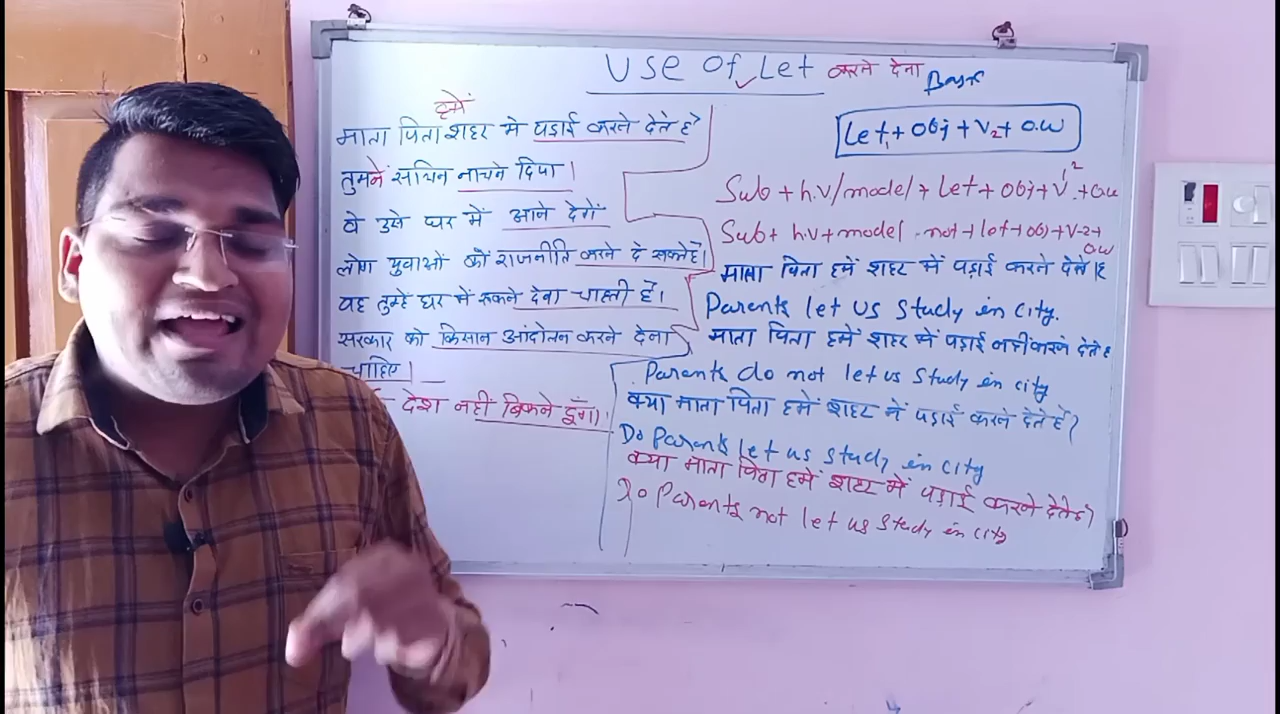 Use Of Let करने देना
Basic
Let + Obj + V2 + O.W
हमें
माता पिता शहर में पढ़ाई करने देते हैं
तुमने सचिन नाचने दिया।
वे उसे घर में आने देगें
लोग युवाओं को राजनीति करने दे सकते हैं।
वह तुम्हें घर में रूकने देना चाहती हैं।
सरकार को किसान आंदोलन करने देना
चाहिए।
देश नहीं बिकने दूँगा।
Sub + h.v/model + Let + Obj + V + O.W
Sub + h.v + model not + let + obj + V-2 +
O.W
माता पिता हमें शहर में पढ़ाई करने देते है
Parents let us study in city.
माता पिता हमें शहर में पढ़ाई नहीं करने देते है
Parents do not let us study in city
क्या माता पिता हमें शहर में पढ़ाई करने देते हैं?
Do Parents Let us study in city
क्या माता पिता हमें शहर में पढ़ाई करने देते है?
Do Parents not let us study in city